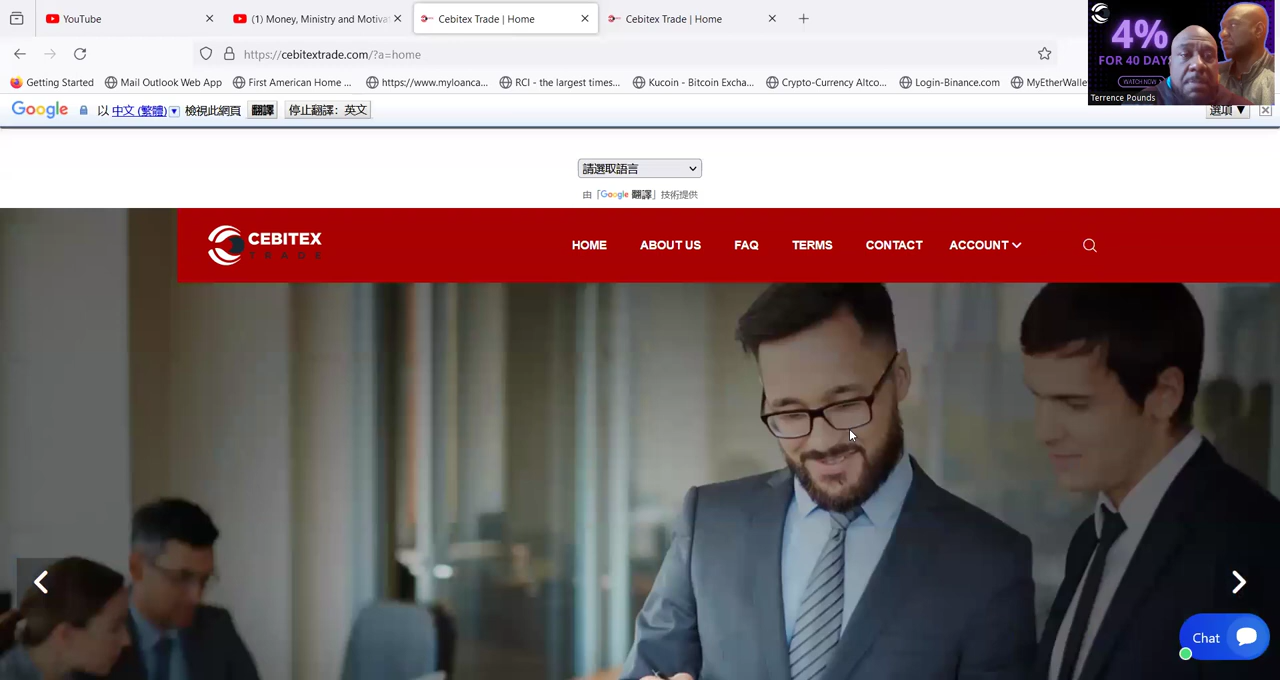 YouTube
(1) Money, Ministry and Motiva
Cebitex Trade | Home
Cebitex Trade | Home
https://cebitextrade.com/?a=home
Getting Started
Mail Outlook Web App
First American Home ...
https://www.myloanca...
RCI - the largest times...
Kucoin - Bitcoin Excha...
Crypto-Currency Altco...
Login-Binance.com
MyEtherWalle
4%
FOR 40 DAY
WATCH NOW
Terrence Pounds
Google 以 中文 (繁體) 檢視此網頁 翻譯 停止翻譯：英文 選項 ▼
請選取語言
由「Google 翻譯」技術提供
CEBITEX
TRADE
HOME
ABOUT US
FAQ
TERMS
CONTACT
ACCOUNT
Chat